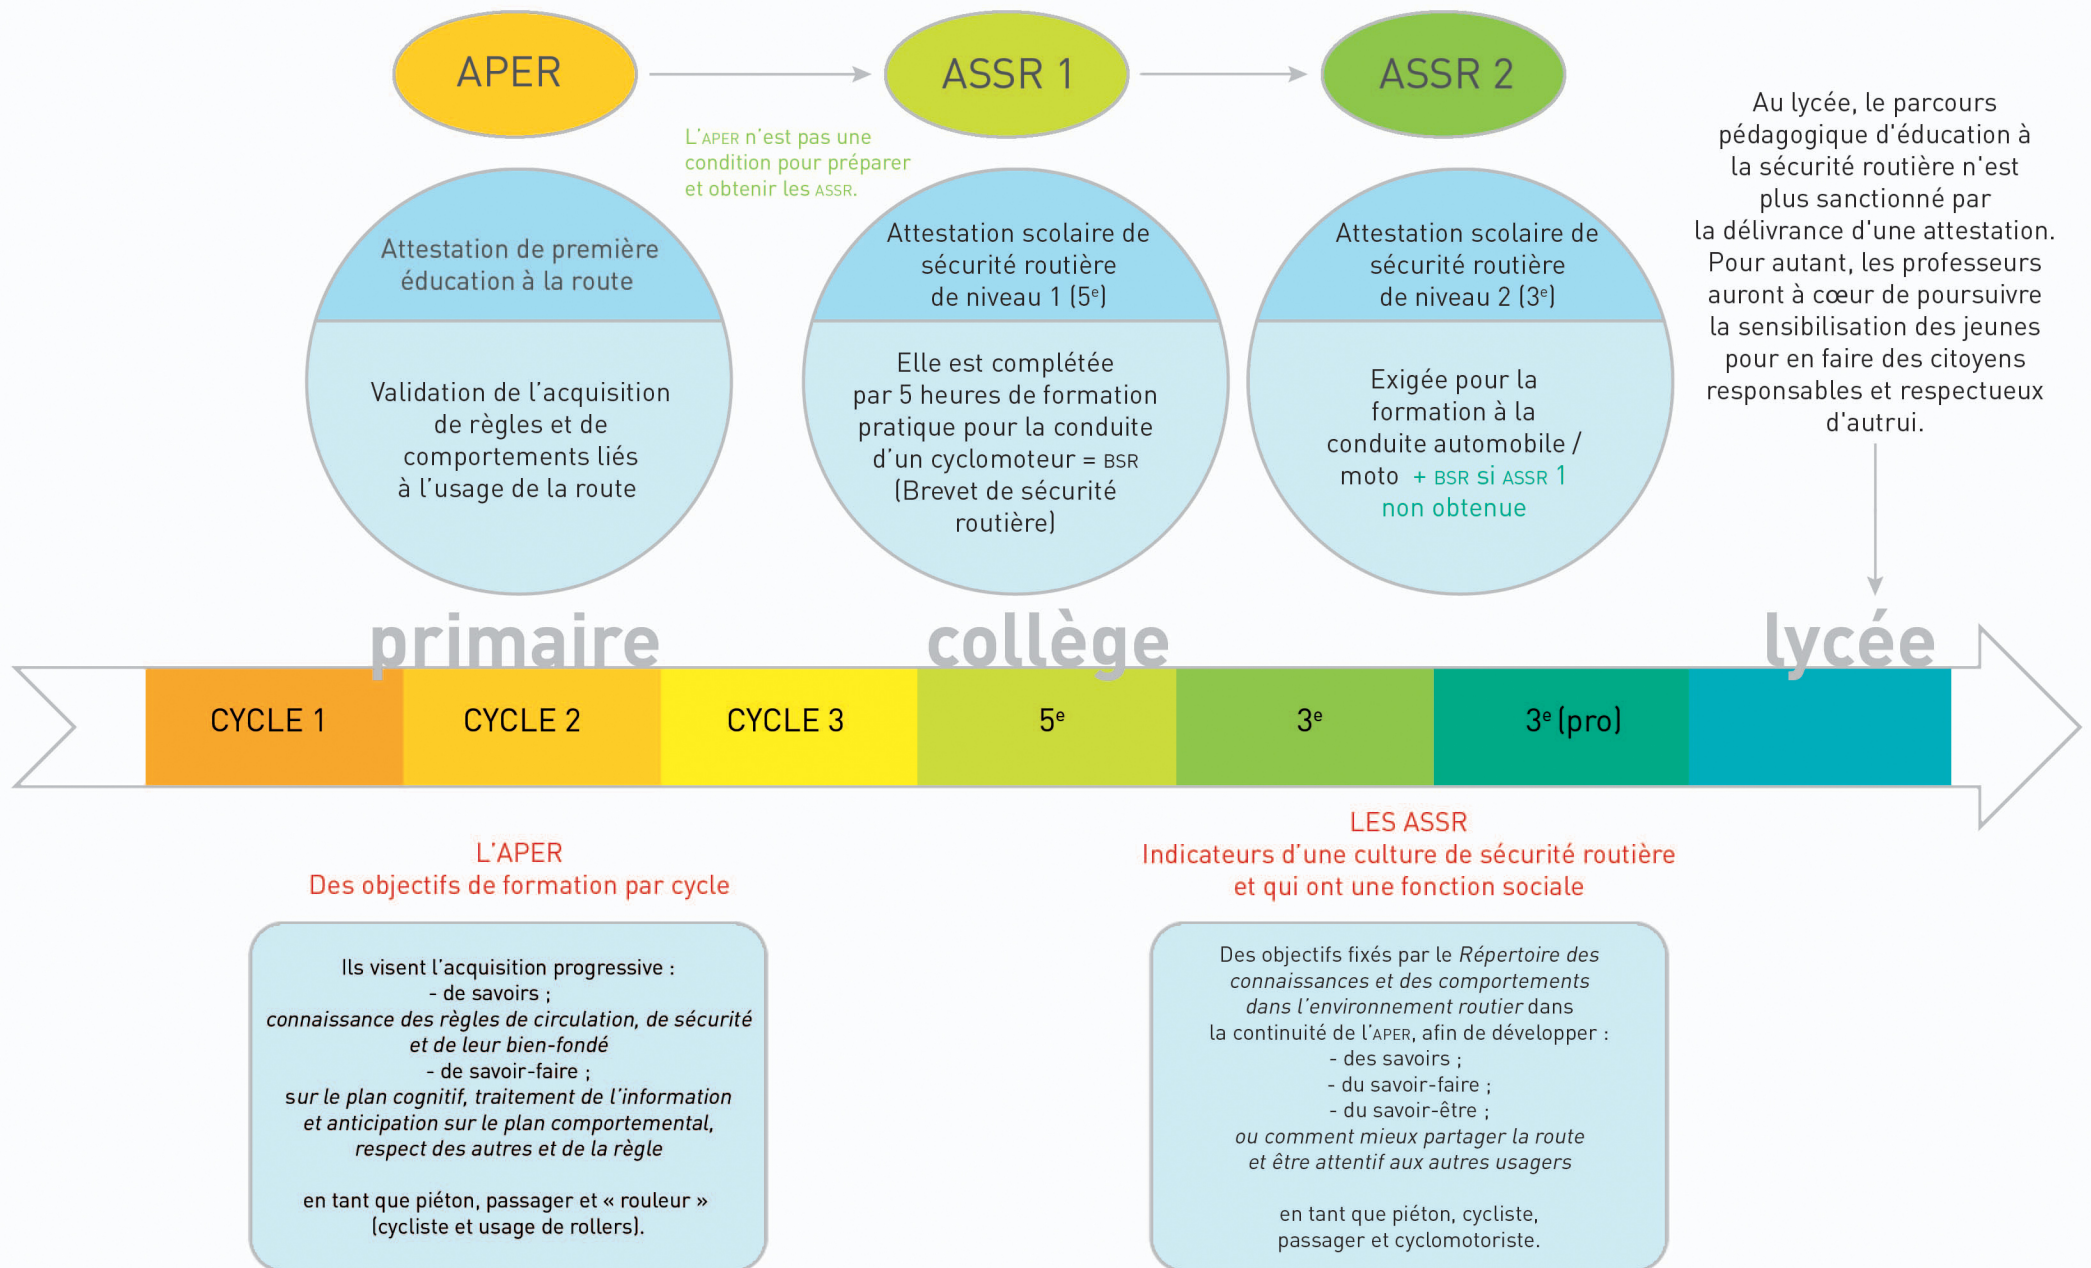 APER
ASSR 1
ASSR 2
L'APER n'est pas une
condition pour préparer
et obtenir les ASSR.
Attestation de première
éducation à la route
Validation de l'acquisition
de règles et de
comportements liés
à l'usage de la route
Attestation scolaire de
sécurité routière
de niveau 1 (5e)
Elle est complétée
par 5 heures de formation
pratique pour la conduite
d'un cyclomoteur = BSR
(Brevet de sécurité
routière)
Attestation scolaire de
sécurité routière
de niveau 2 (3e)
Exigée pour la
formation à la
conduite automobile /
moto + BSR si ASSR 1
non obtenue
Au lycée, le parcours
pédagogique d'éducation à
la sécurité routière n'est
plus sanctionné par
la délivrance d'une attestation.
Pour autant, les professeurs
auront à cœur de poursuivre
la sensibilisation des jeunes
pour en faire des citoyens
responsables et respectueux
d'autrui.
primaire
collège
lycée
CYCLE 1
CYCLE 2
CYCLE 3
5e
3e
3e (pro)
L'APER
Des objectifs de formation par cycle
Ils visent l'acquisition progressive :
- de savoirs ;
connaissance des règles de circulation, de sécurité
et de leur bien-fondé
- de savoir-faire ;
sur le plan cognitif, traitement de l'information
et anticipation sur le plan comportemental,
respect des autres et de la règle
en tant que piéton, passager et « rouleur »
(cycliste et usage de rollers).
LES ASSR
Indicateurs d'une culture de sécurité routière
et qui ont une fonction sociale
Des objectifs fixés par le Répertoire des
connaissances et des comportements
dans l'environnement routier dans
la continuité de l'APER, afin de développer :
- des savoirs ;
- du savoir-faire ;
- du savoir-être ;
ou comment mieux partager la route
et être attentif aux autres usagers
en tant que piéton, cycliste,
passager et cyclomotoriste.